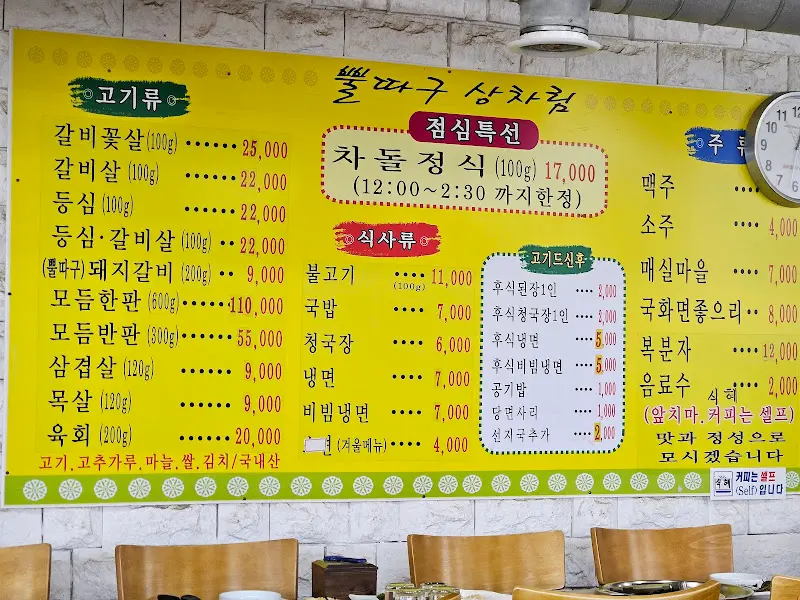 뿔따구 상차림
고기류
갈비꽃살 (100g) •••••• 25,000
갈비살 (100g) •••••• 22,000
등심 (100g) •••••• 22,000
등심·갈비살 (100g) •• 22,000
(뿔따구) 돼지갈비 (200g) •• 9,000
모듬한판 (600g) •••••• 110,000
모듬반판 (300g) •••••• 55,000
삼겹살 (120g) •••••• 9,000
목살 (120g) •••••• 9,000
육회 (200g) •••••• 20,000
고기.고추가루.마늘.쌀.김치/국내산
점심특선
차돌정식 (100g) 17,000
(12:00~2:30 까지한정)
식사류
불고기 •••• 11,000
(100g)
국밥 •••• 7,000
청국장 •••• 6,000
냉면 •••• 7,000
비빔냉면 •••• 7,000
면 (겨울메뉴) •••• 4,000
고기드신후
후식된장1인 •••• 2,000
후식청국장1인 •••• 2,000
후식냉면 •••• 5,000
후식비빔냉면 •••• 5,000
공기밥 •••• 1,000
당면사리 •••• 1,000
선지국추가 •••• 2,000
주류
맥주 ••••
소주 •••• 4,000
매실마을 •••• 7,000
국화면좋으리 •• 8,000
복분자 •••• 12,000
음료수 •••• 2,000
식혜
(앞치마.커피는 셀프)
맛과 정성으로
모시겠습니다
식혜 커피는 셀프
(Self) 입니다
10 11 12
9
8
7 6